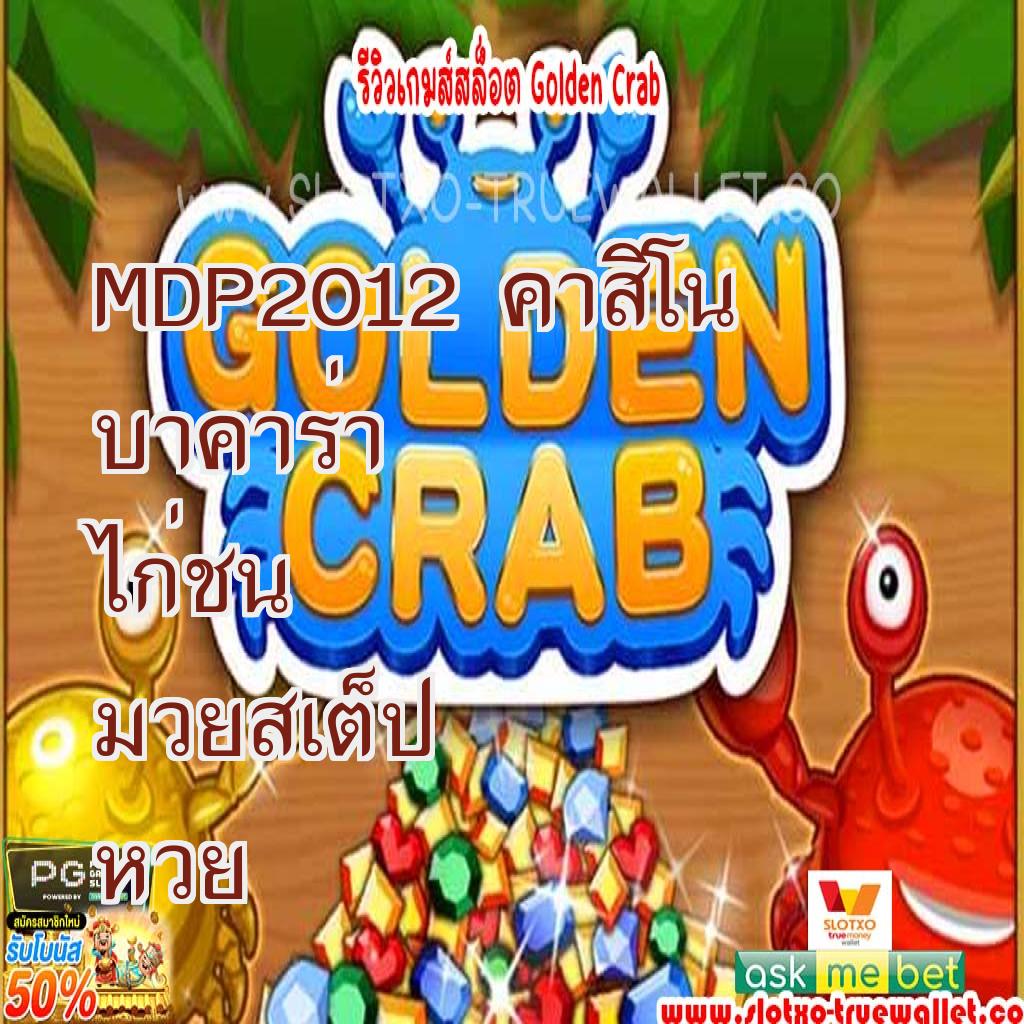 รีวิวเกมส์สล็อต Golden Crab
www.SLOTXO-TRUEWALLET.CO
GOLDEN
CRAB
MDP2012 คาสิโน
บาคาร่า
ไก่ชน
มวยสเต็ป
หวย
PG
POWERED BY
สมัครสมาชิกใหม่
รับโบนัส
50%
SLOTXO
truemoney
wallet
ask me bet
www.slotxo-truewallet.co